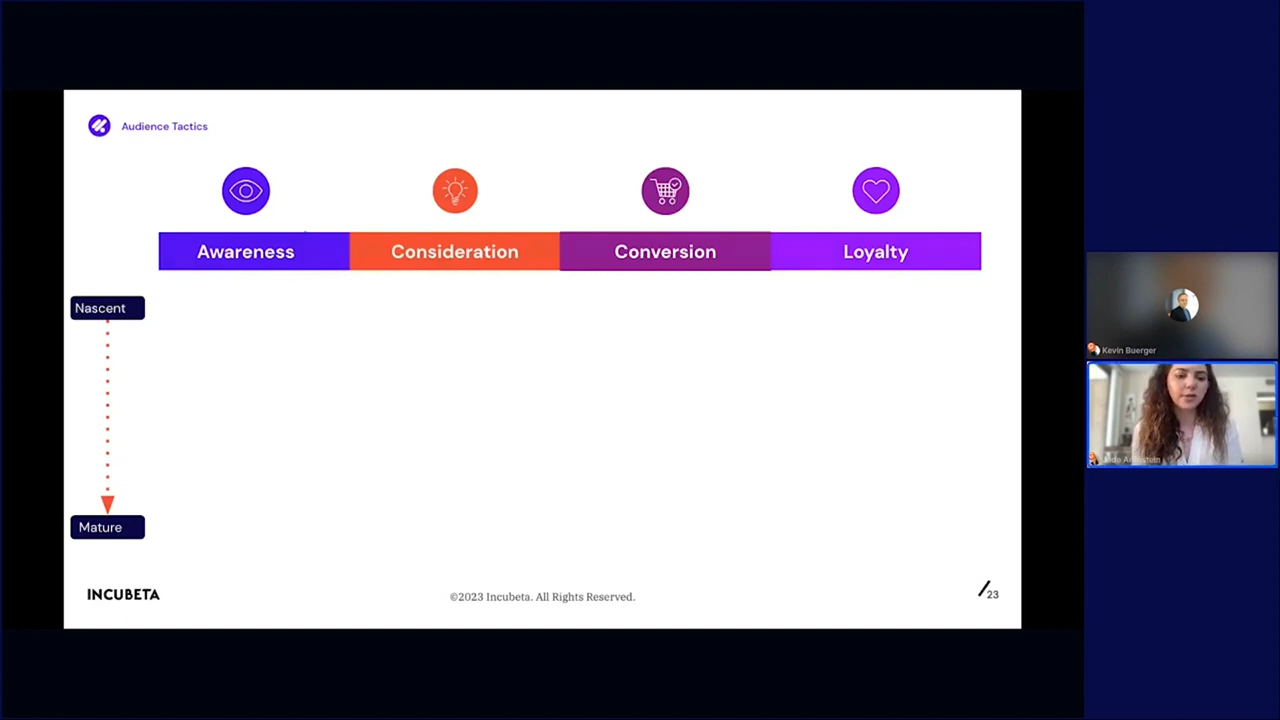 Audience Tactics
Awareness
Consideration
Conversion
Loyalty
Nascent
Mature
INCUBETA
©2023 Incubeta. All Rights Reserved.
23
Kevin Buerger